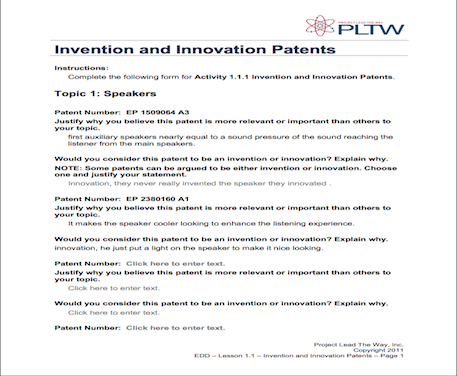 PROJECT LEAD THE WAY
PLTW
Invention and Innovation Patents
Instructions:
Complete the following form for Activity 1.1.1 Invention and Innovation Patents.
Topic 1: Speakers
Patent Number: EP 1509064 A3
Justify why you believe this patent is more relevant or important than others to
your topic.
first auxiliary speakers nearly equal to a sound pressure of the sound reaching the
listener from the main speakers.
Would you consider this patent to be an invention or innovation? Explain why.
NOTE: Some patents can be argued to be either invention or innovation. Choose
one and justify your statement.
Innovation, they never really invented the speaker they innovated .
Patent Number: EP 2380160 A1
Justify why you believe this patent is more relevant or important than others to
your topic.
It makes the speaker cooler looking to enhance the listening experience.
Would you consider this patent to be an invention or innovation? Explain why.
innovation, he just put a light on the speaker to make it nice looking.
Patent Number: Click here to enter text.
Justify why you believe this patent is more relevant or important than others to
your topic.
Click here to enter text.
Would you consider this patent to be an invention or innovation? Explain why.
Click here to enter text.
Patent Number: Click here to enter text.
Project Lead The Way, Inc.
Copyright 2011
EDD – Lesson 1.1 – Invention and Innovation Patents – Page 1